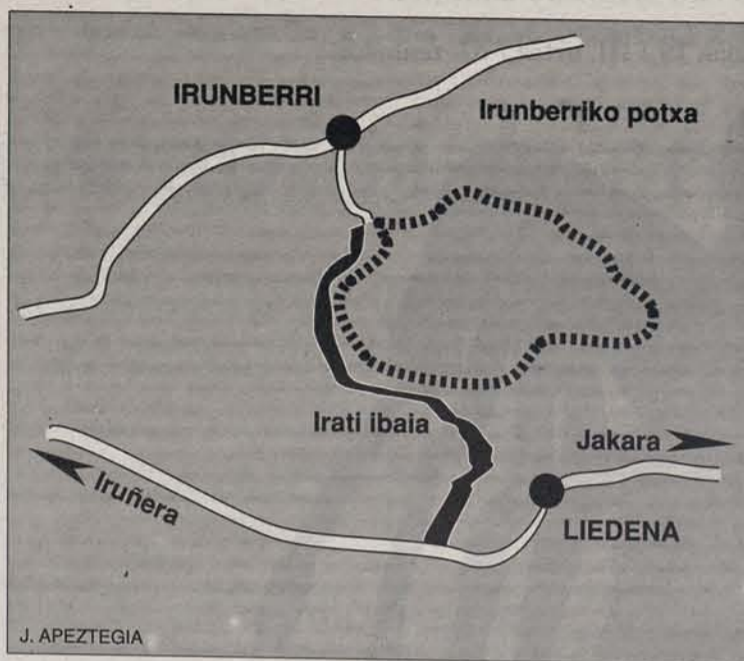 IRUNBERRI
Irunberriko potxa
Irati ibaia
Jakara
Iruñera
LIEDENA
J. APEZTEGIA